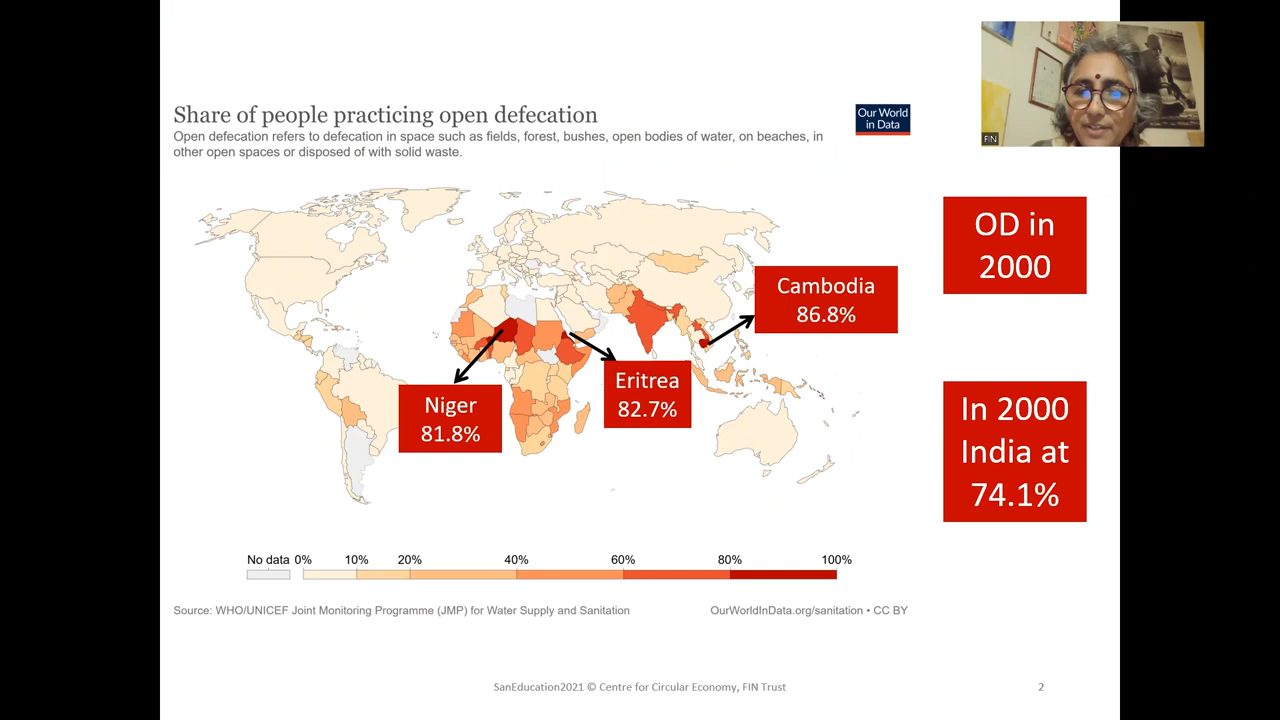 Share of people practicing open defecation
Open defecation refers to defecation in space such as fields, forest, bushes, open bodies of water, on beaches, in
other open spaces or disposed of with solid waste.
Our World
in Data
FIN
OD in
2000
Cambodia
86.8%
Eritrea
82.7%
Niger
81.8%
In 2000
India at
74.1%
No data 0% 10% 20% 40% 60% 80% 100%
Source: WHO/UNICEF Joint Monitoring Programme (JMP) for Water Supply and Sanitation
OurWorldInData.org/sanitation • CC BY
SanEducation2021 © Centre for Circular Economy, FIN Trust
2